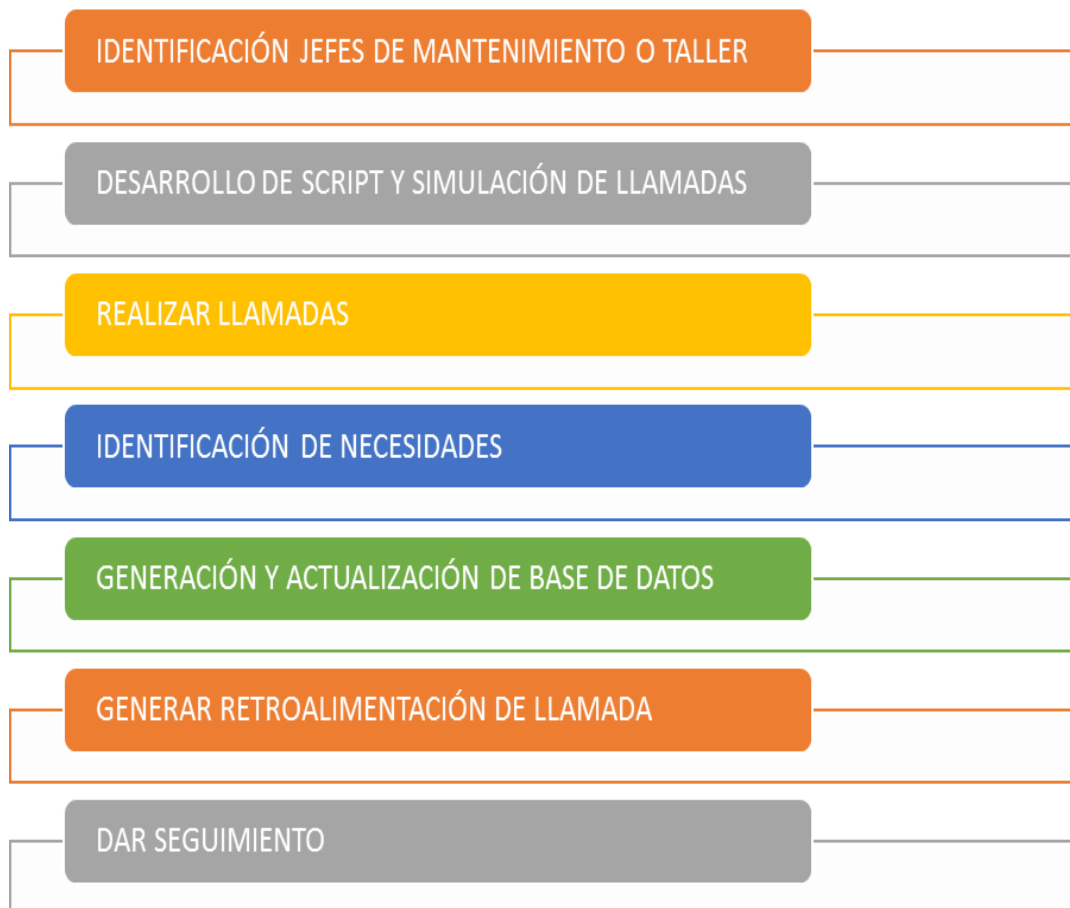 IDENTIFICACIÓN JEFES DE MANTENIMIENTO O TALLER
DESARROLLO DE SCRIPT Y SIMULACIÓN DE LLAMADAS
REALIZAR LLAMADAS
IDENTIFICACIÓN DE NECESIDADES
GENERACIÓN Y ACTUALIZACIÓN DE BASE DE DATOS
GENERAR RETROALIMENTACIÓN DE LLAMADA
DAR SEGUIMIENTO